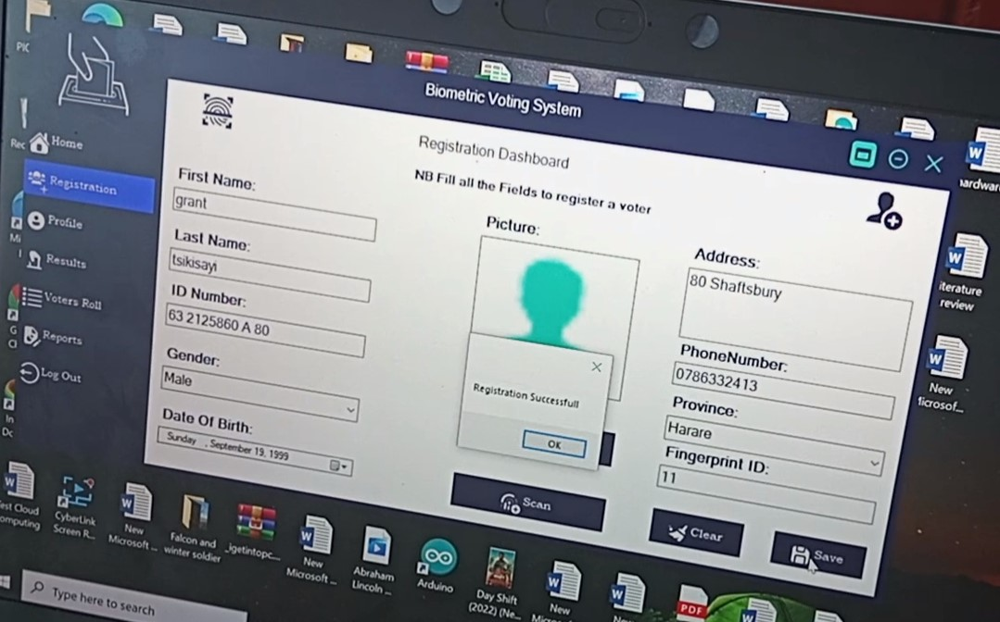 PIC
Biometric Voting System
Registration Dashboard
NB Fill all the Fields to register a voter
Rec
Home
Registration
Profile
Results
Voters Roll
Reports
Log Out
First Name:
grant
Last Name:
tsikisayi
ID Number:
63 2125860 A 80
Gender:
Male
Date Of Birth:
Sunday , September 19, 1999
Picture:
Registration Successfull
OK
Scan
Address:
80 Shaftsbury
PhoneNumber:
0786332413
Province:
Harare
Fingerprint ID:
11
Clear
Save
ardwar
iterature
review
New
Microsof...
Mi
G
In
Dc
est Cloud
omputing
CyberLink
Screen R...
New
Microsoft ...
Falcon and
winter soldier
_igetintopc...
New
Microsoft ...
Abraham
Lincoln ...
Arduino
Day Shift
(2022) (Ne...
New
PDF
Type here to search